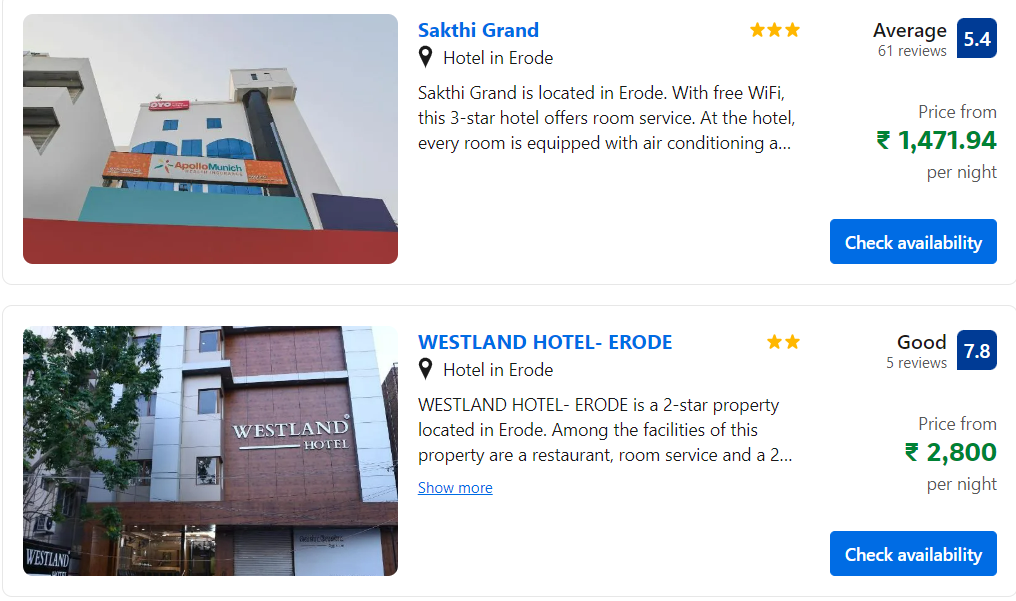 Sakthi Grand
Hotel in Erode
Sakthi Grand is located in Erode. With free WiFi,
this 3-star hotel offers room service. At the hotel,
every room is equipped with air conditioning a...
Average
61 reviews
5.4
Price from
₹ 1,471.94
per night
Check availability
OYO
ApolloMunich
HEALTH INSURANCE
WESTLAND HOTEL- ERODE
Hotel in Erode
WESTLAND HOTEL- ERODE is a 2-star property
located in Erode. Among the facilities of this
property are a restaurant, room service and a 2...
Show more
Good
5 reviews
7.8
Price from
₹ 2,800
per night
Check availability
WESTLAND
HOTEL
WESTLAND
HOTEL